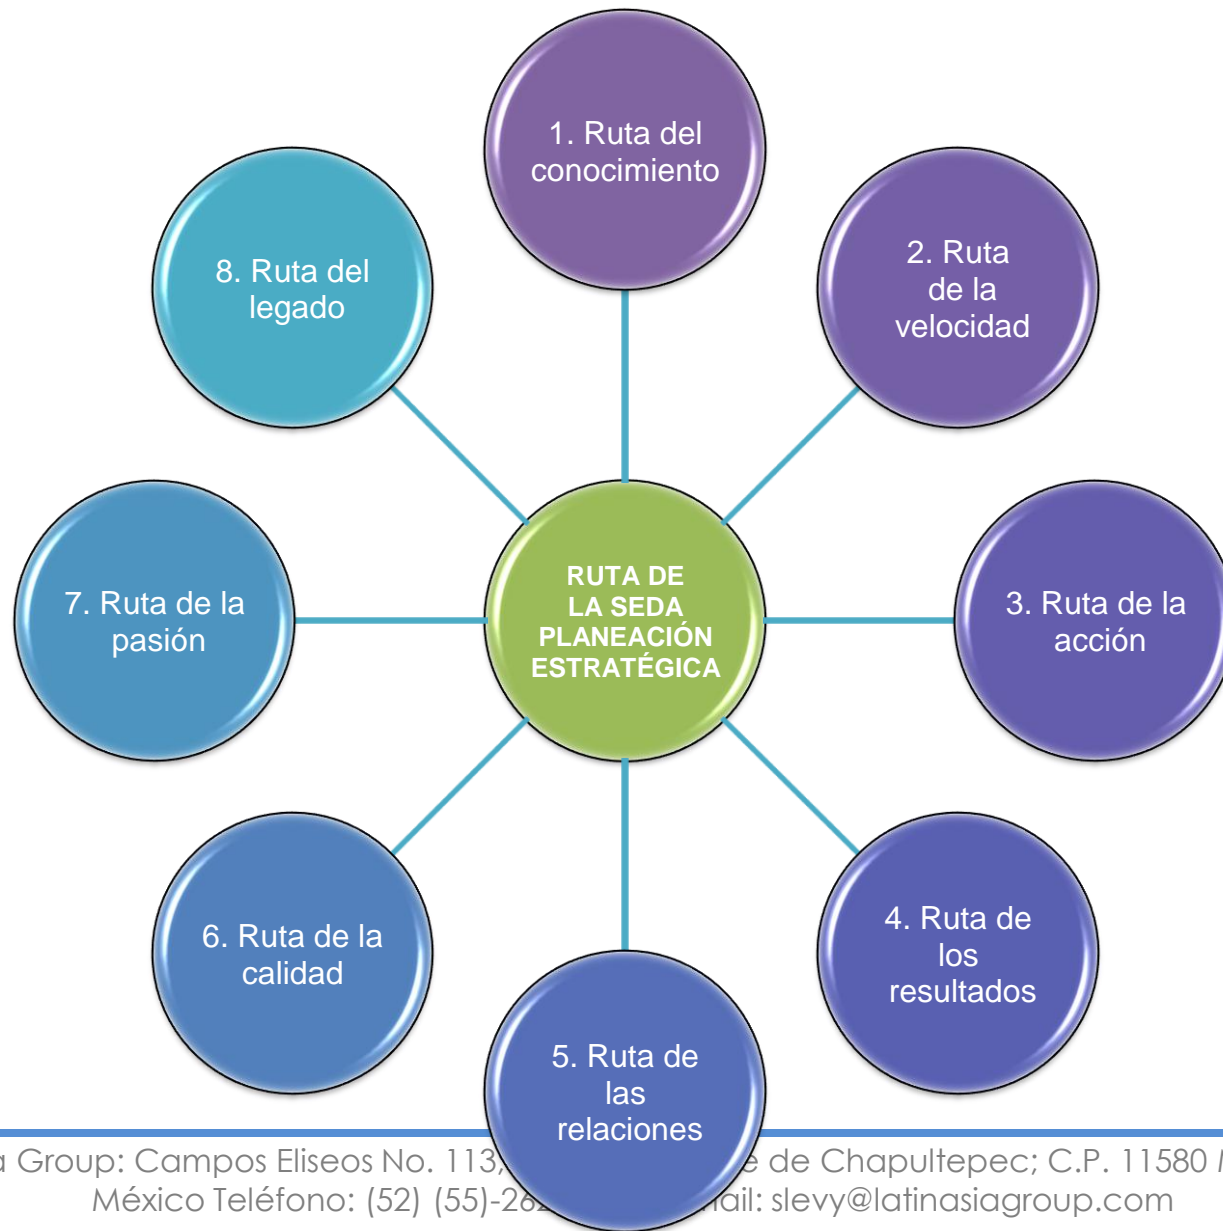 1. Ruta del
conocimiento
2. Ruta
de la
velocidad
3. Ruta de la
acción
4. Ruta de
los
resultados
5. Ruta de
las
relaciones
6. Ruta de la
calidad
7. Ruta de la
pasión
8. Ruta del
legado
RUTA DE
LA SEDA
PLANEACIÓN
ESTRATÉGICA
Group: Campos Eliseos No. 113, de Chapultepec; C.P. 11580
México Teléfono: (52) (55)-26 slevy@latinasiagroup.com